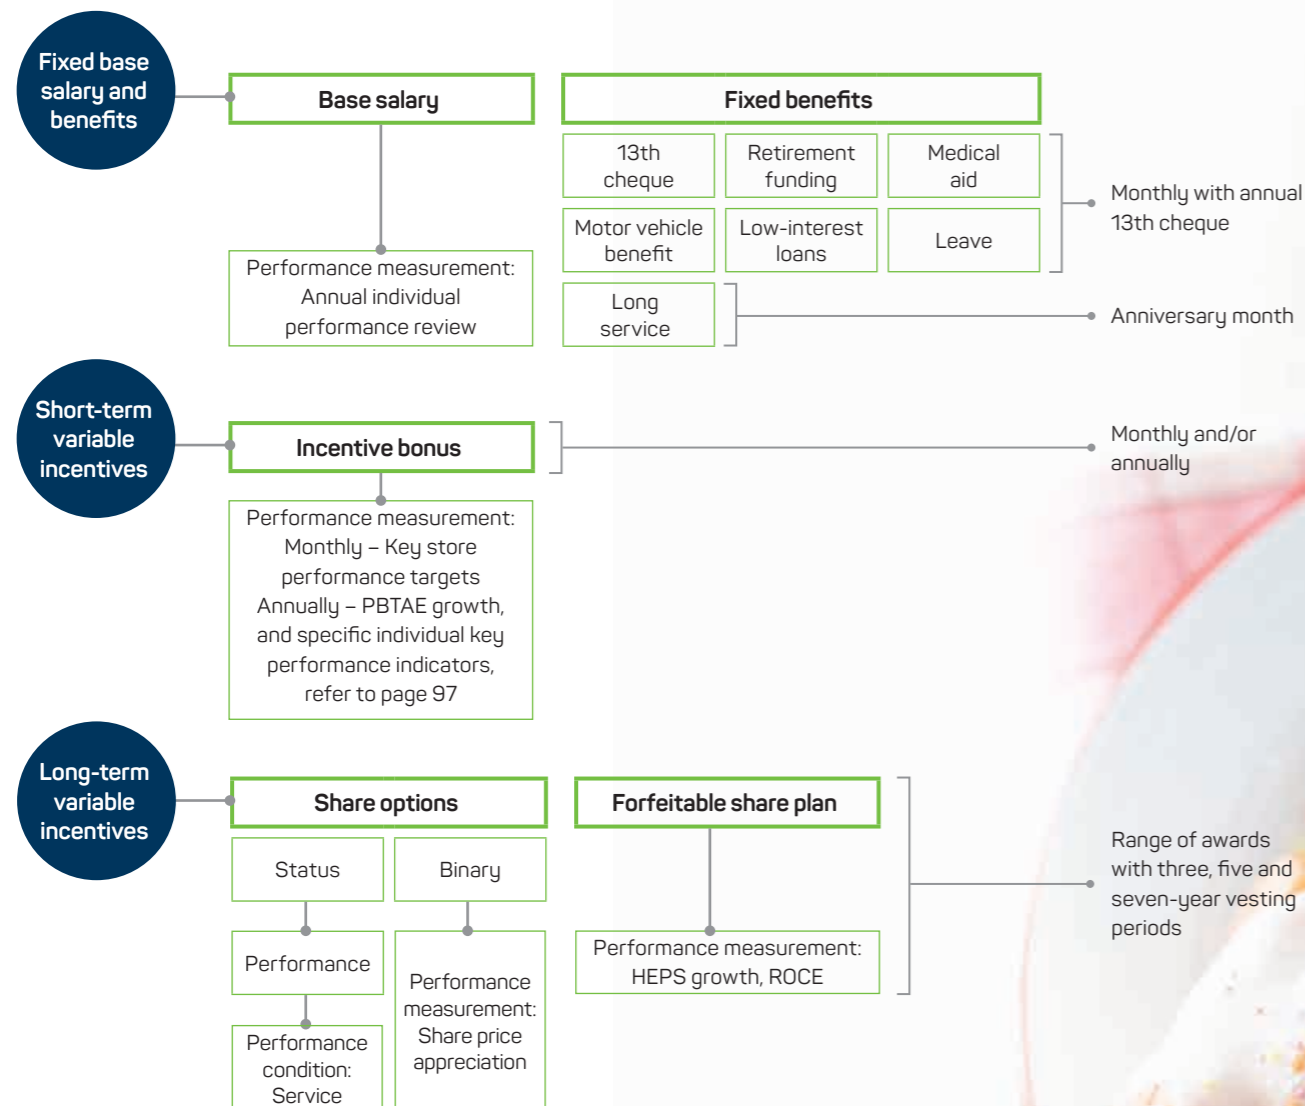 Fixed base
salary and
benefits
Base salary
Fixed benefits
13th
cheque
Retirement
funding
Medical
aid
Motor vehicle
benefit
Low-interest
loans
Leave
Monthly with annual
13th cheque
Performance measurement:
Annual individual
performance review
Long
service
Anniversary month
Short-term
variable
incentives
Incentive bonus
Monthly and/or
annually
Performance measurement:
Monthly – Key store
performance targets
Annually – PBTAE growth,
and specific individual key
performance indicators,
refer to page 97
Long-term
variable
incentives
Share options
Forfeitable share plan
Status
Binary
Performance
Performance
measurement:
Share price
appreciation
Performance
condition:
Service
Performance measurement:
HEPS growth, ROCE
Range of awards
with three, five and
seven-year vesting
periods